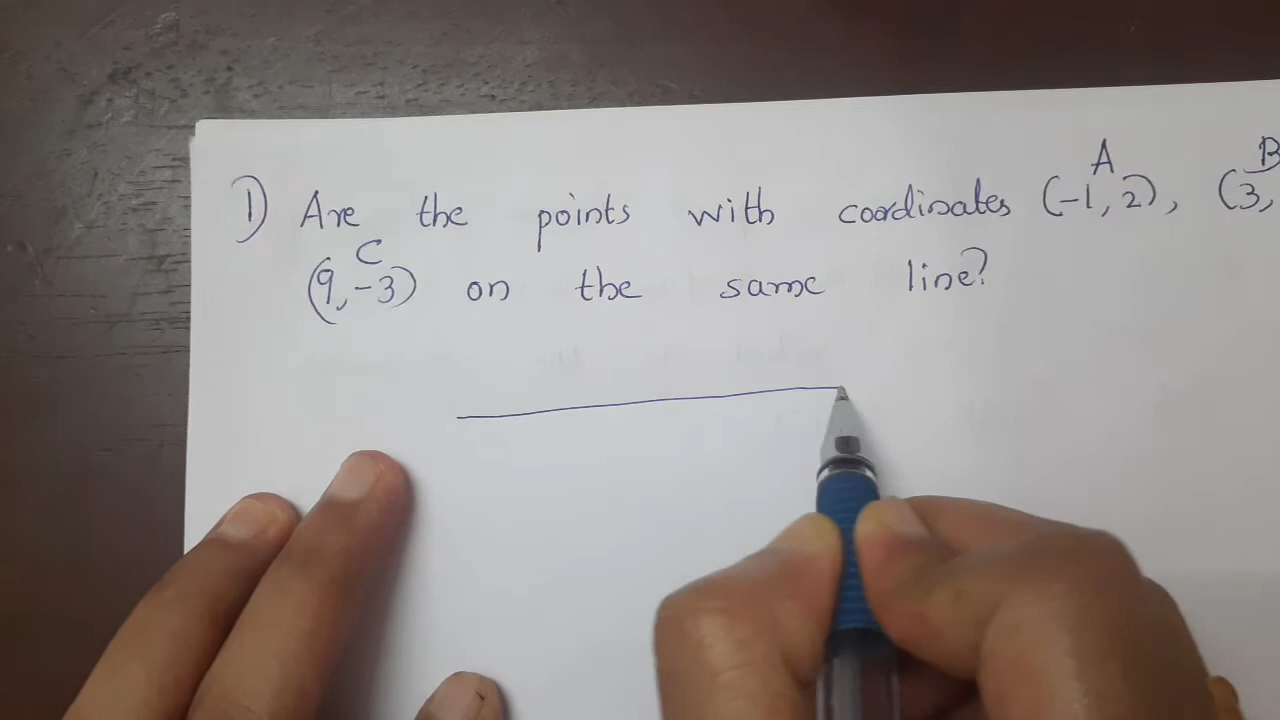 A B
1) Are the points with coordinates (-1, 2), (3,
C
(9, -3) on the same line?